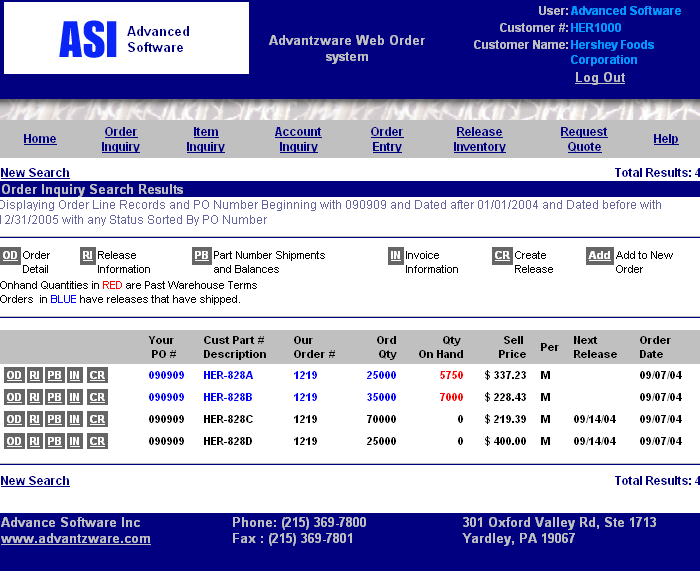 ASI Advanced Software
Advantzware Web Order system
User: Advanced Software
Customer #: HER1000
Customer Name: Hershey Foods Corporation
Log Out
Home Order Inquiry Item Inquiry Account Inquiry Order Entry Release Inventory Request Quote Help
New Search Total Results: 4
Order Inquiry Search Results
Displaying Order Line Records and PO Number Beginning with 090909 and Dated after 01/01/2004 and Dated before with
12/31/2005 with any Status Sorted By PO Number
OD Order Detail RI Release Information PB Part Number Shipments and Balances IN Invoice Information CR Create Release Add Add to New Order
Onhand Quantities in RED are Past Warehouse Terms
Orders in BLUE have releases that have shipped.
Your PO # Cust Part # Description Our Order # Ord Qty Qty On Hand Sell Price Per Next Release Order Date
OD RI PB IN CR 090909 HER-828A 1219 25000 5750 $ 337.23 M 09/07/04
OD RI PB IN CR 090909 HER-828B 1219 35000 7000 $ 228.43 M 09/07/04
OD RI PB IN CR 090909 HER-828C 1219 70000 0 $ 219.39 M 09/14/04 09/07/04
OD RI PB IN CR 090909 HER-828D 1219 25000 0 $ 400.00 M 09/14/04 09/07/04
New Search Total Results: 4
Advance Software Inc Phone: (215) 369-7800 301 Oxford Valley Rd, Ste 1713
www.advantzware.com Fax : (215) 369-7801 Yardley, PA 19067